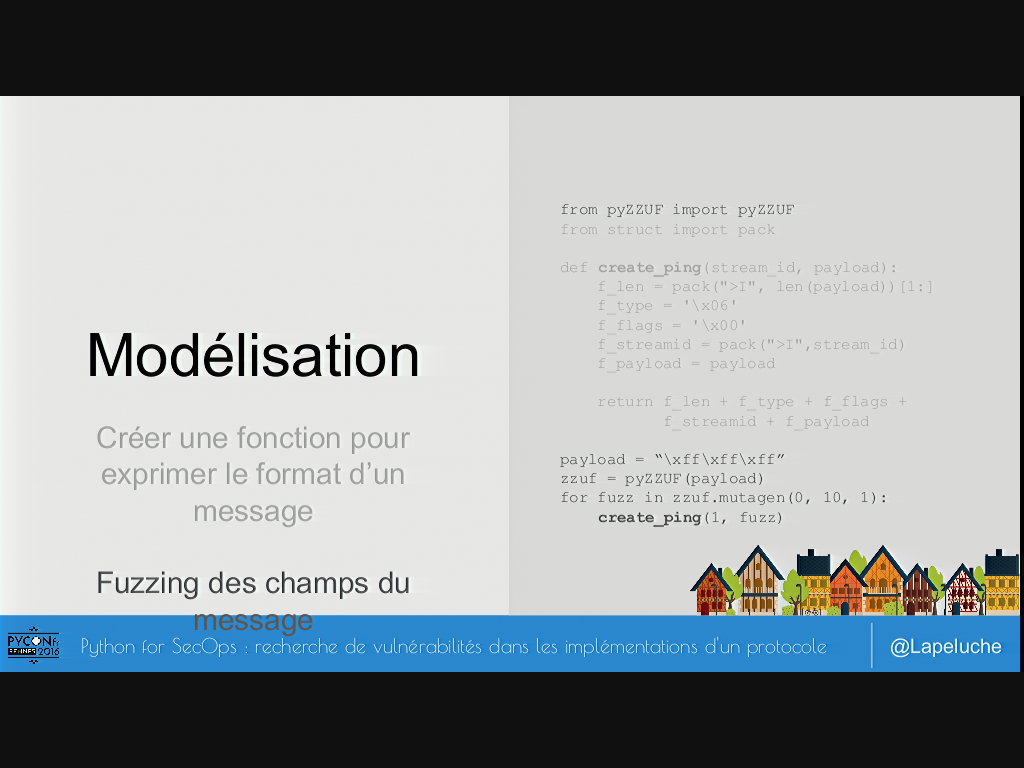 Modélisation
Créer une fonction pour
exprimer le format d’un
message
Fuzzing des champs du
message
from pyZZUF import pyZZUF
from struct import pack
def create_ping(stream_id, payload):
    f_len = pack(">I", len(payload))[1:]
    f_type = '\x06'
    f_flags = '\x00'
    f_streamid = pack(">I",stream_id)
    f_payload = payload
    return f_len + f_type + f_flags +
           f_streamid + f_payload
payload = “\xff\xff\xff”
zzuf = pyZZUF(payload)
for fuzz in zzuf.mutagen(0, 10, 1):
    create_ping(1, fuzz)
PYCON.fr
RENNES 2016
Python for SecOps : recherche de vulnérabilités dans les implémentations d'un protocole
@Lapeluche